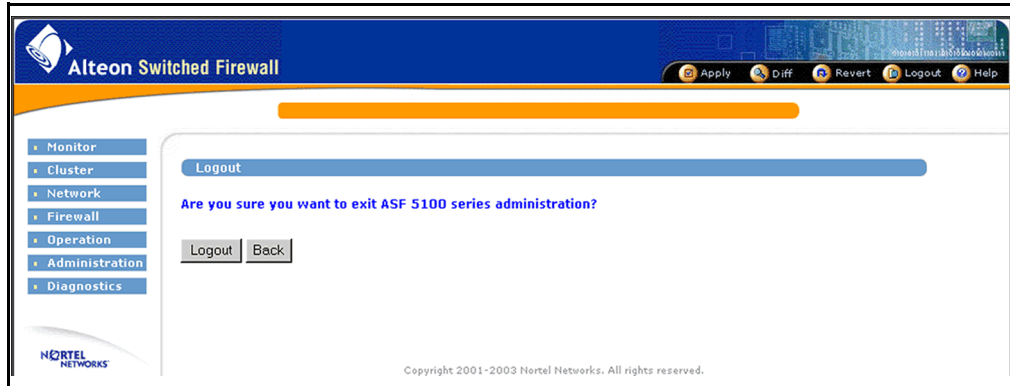 Alteon Switched Firewall
Apply Diff Revert Logout Help
Monitor
Cluster
Network
Firewall
Operation
Administration
Diagnostics
Logout
Are you sure you want to exit ASF 5100 series administration?
Logout Back
NORTEL
NETWORKS
Copyright 2001-2003 Nortel Networks. All rights reserved.